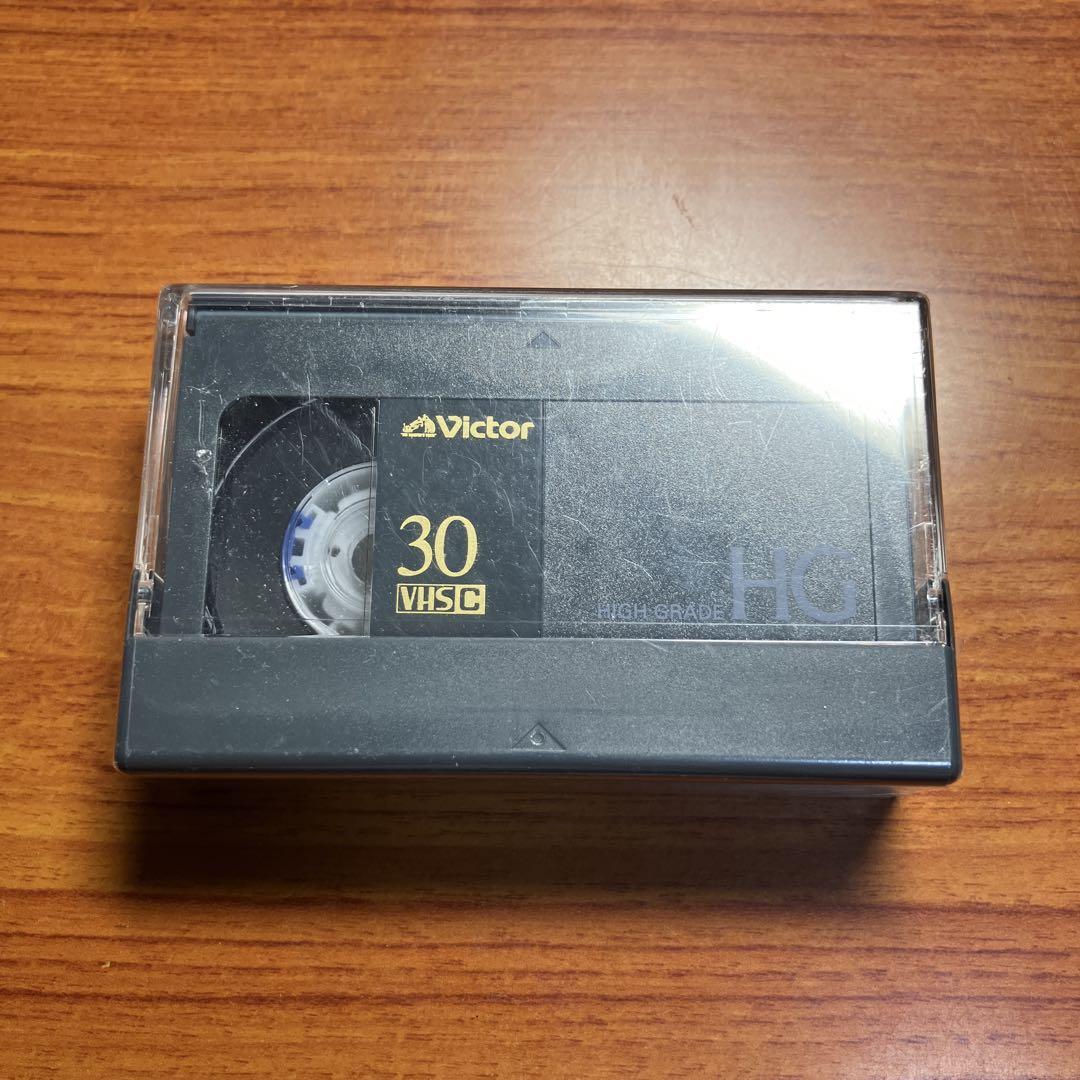 Victor
30
VHS C
HIGH GRADE HG